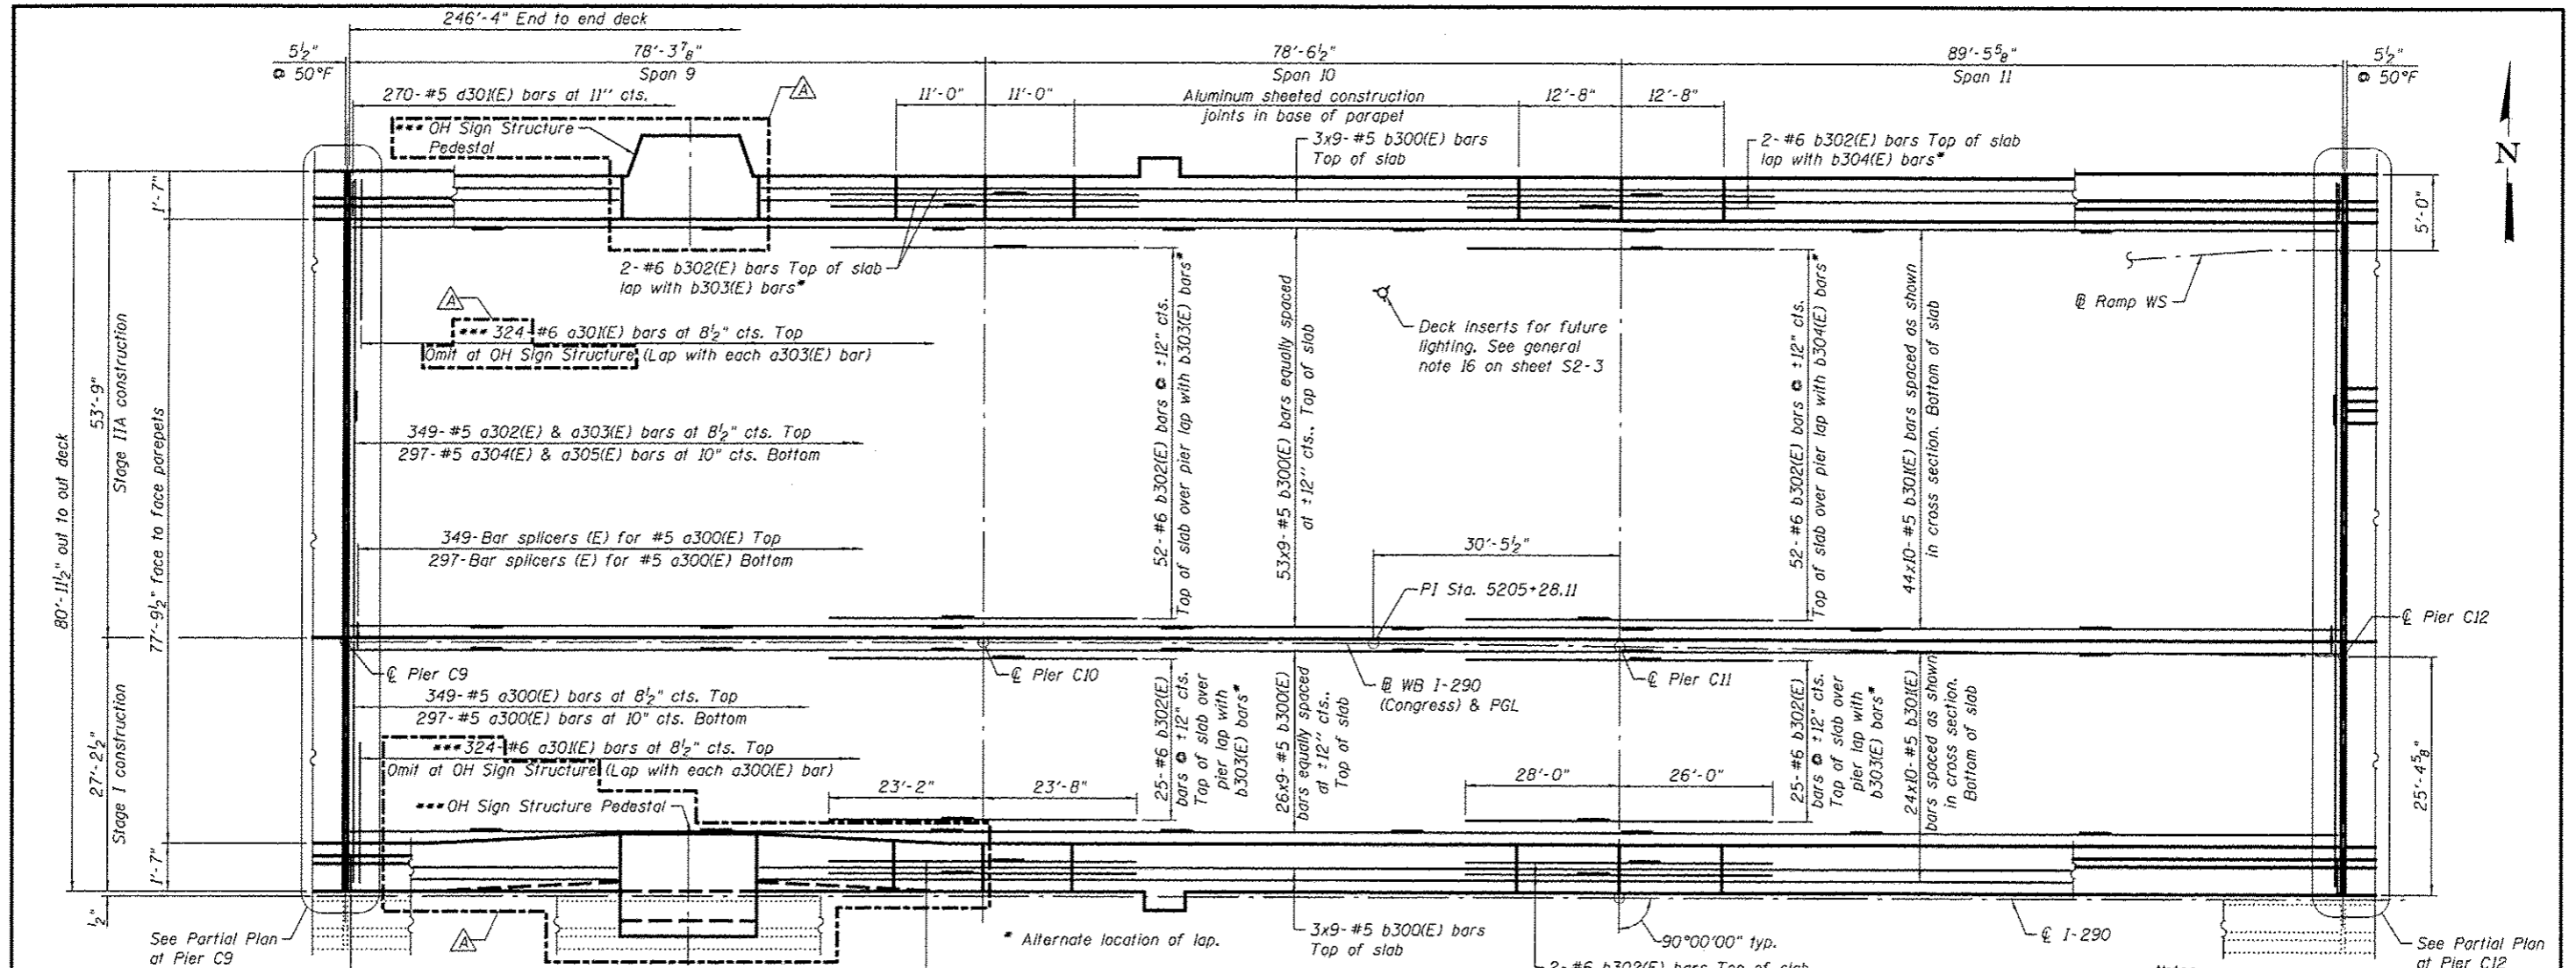 246'-4" End to end deck
5½" @ 50°F
78'-3⅞"
Span 9
78'-6½"
Span 10
89'-5⅝"
Span 11
5½" @ 50°F
270-#5 d301(E) bars at 11" cts.
A
11'-0"
11'-0"
Aluminum sheeted construction
joints in base of parapet
12'-8"
12'-8"
*** OH Sign Structure
Pedestal
3x9-#5 b300(E) bars
Top of slab
2-#6 b302(E) bars Top of slab
lap with b304(E) bars*
N
1'-7"
5'-0"
2-#6 b302(E) bars Top of slab
lap with b303(E) bars*
A
*** 324-#6 a301(E) bars at 8½" cts. Top
Omit at OH Sign Structure (Lap with each a303(E) bar)
Deck inserts for future
lighting. See general
note 16 on sheet S2-3
℔ Ramp WS
52-#6 b302(E) bars @ ±12" cts.
Top of slab over pier lap with b303(E) bars*
53x9-#5 b300(E) bars equally spaced
at ±12" cts., Top of slab
52-#6 b302(E) bars @ ±12" cts.
Top of slab over pier lap with b304(E) bars*
44x10-#5 b301(E) bars spaced as shown
in cross section. Bottom of slab
80'-11½" out to out deck
53'-9"
Stage IIA construction
77'-9½" face to face parepets
349-#5 a302(E) & a303(E) bars at 8½" cts. Top
297-#5 a304(E) & a305(E) bars at 10" cts. Bottom
349-Bar splicers (E) for #5 a300(E) Top
297-Bar splicers (E) for #5 a300(E) Bottom
30'-5½"
PI Sta. 5205+28.11
℄ Pier C12
℄ Pier C9
℄ Pier C10
℔ WB I-290
(Congress) & PGL
℄ Pier C11
27'-2½"
Stage I construction
349-#5 a300(E) bars at 8½" cts. Top
297-#5 a300(E) bars at 10" cts. Bottom
*** 324-#6 a301(E) bars at 8½" cts. Top
Omit at OH Sign Structure (Lap with each a300(E) bar)
*** OH Sign Structure Pedestal
23'-2"
23'-8"
25-#6 b302(E)
bars @ ±12" cts.
Top of slab over
pier lap with
b303(E) bars*
26x9-#5 b300(E)
bars equally spaced
at ±12" cts.,
Top of slab
28'-0"
26'-0"
25-#6 b302(E)
bars @ ±12" cts.
Top of slab over
pier lap with
b303(E) bars*
24x10-#5 b301(E)
bars spaced as shown
in cross section.
Bottom of slab
25'-4⅝"
1'-7"
½"
See Partial Plan
at Pier C9
A
* Alternate location of lap.
3x9-#5 b300(E) bars
Top of slab
90°00'00" typ.
℄ I-290
See Partial Plan
at Pier C12
2-#6 b302(E) bars Top of slab